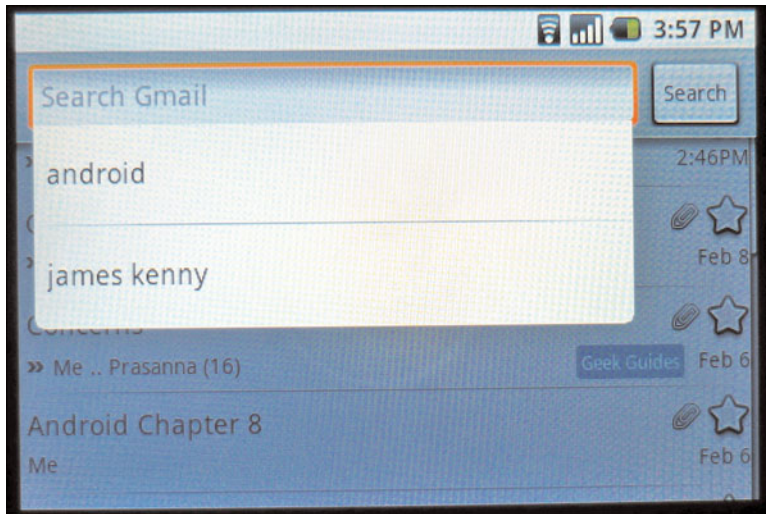 3:57 PM
Search Gmail
Search
2:46PM
android
Feb 8
james kenny
Concerns
» Me .. Prasanna (16) Geek Guides Feb 6
Android Chapter 8
Me Feb 6